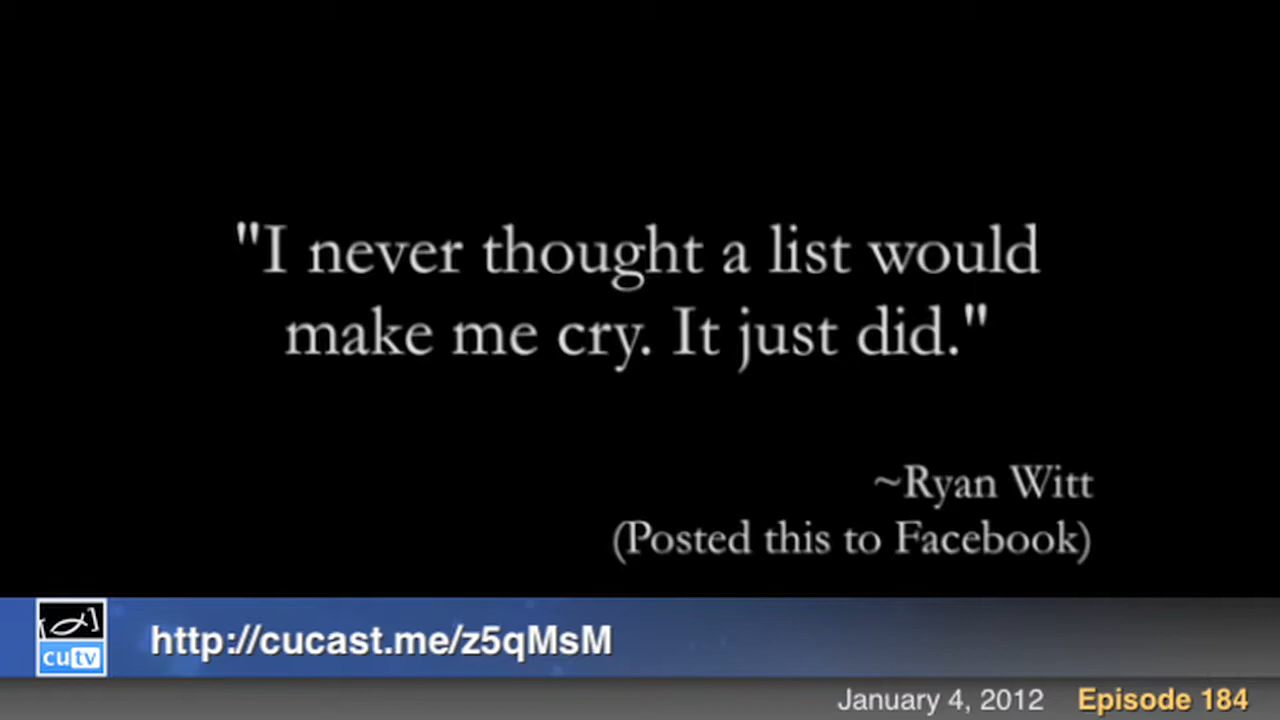 "I never thought a list would
make me cry. It just did."
~Ryan Witt
(Posted this to Facebook)
http://cucast.me/z5qMsM
cutv
January 4, 2012 Episode 184